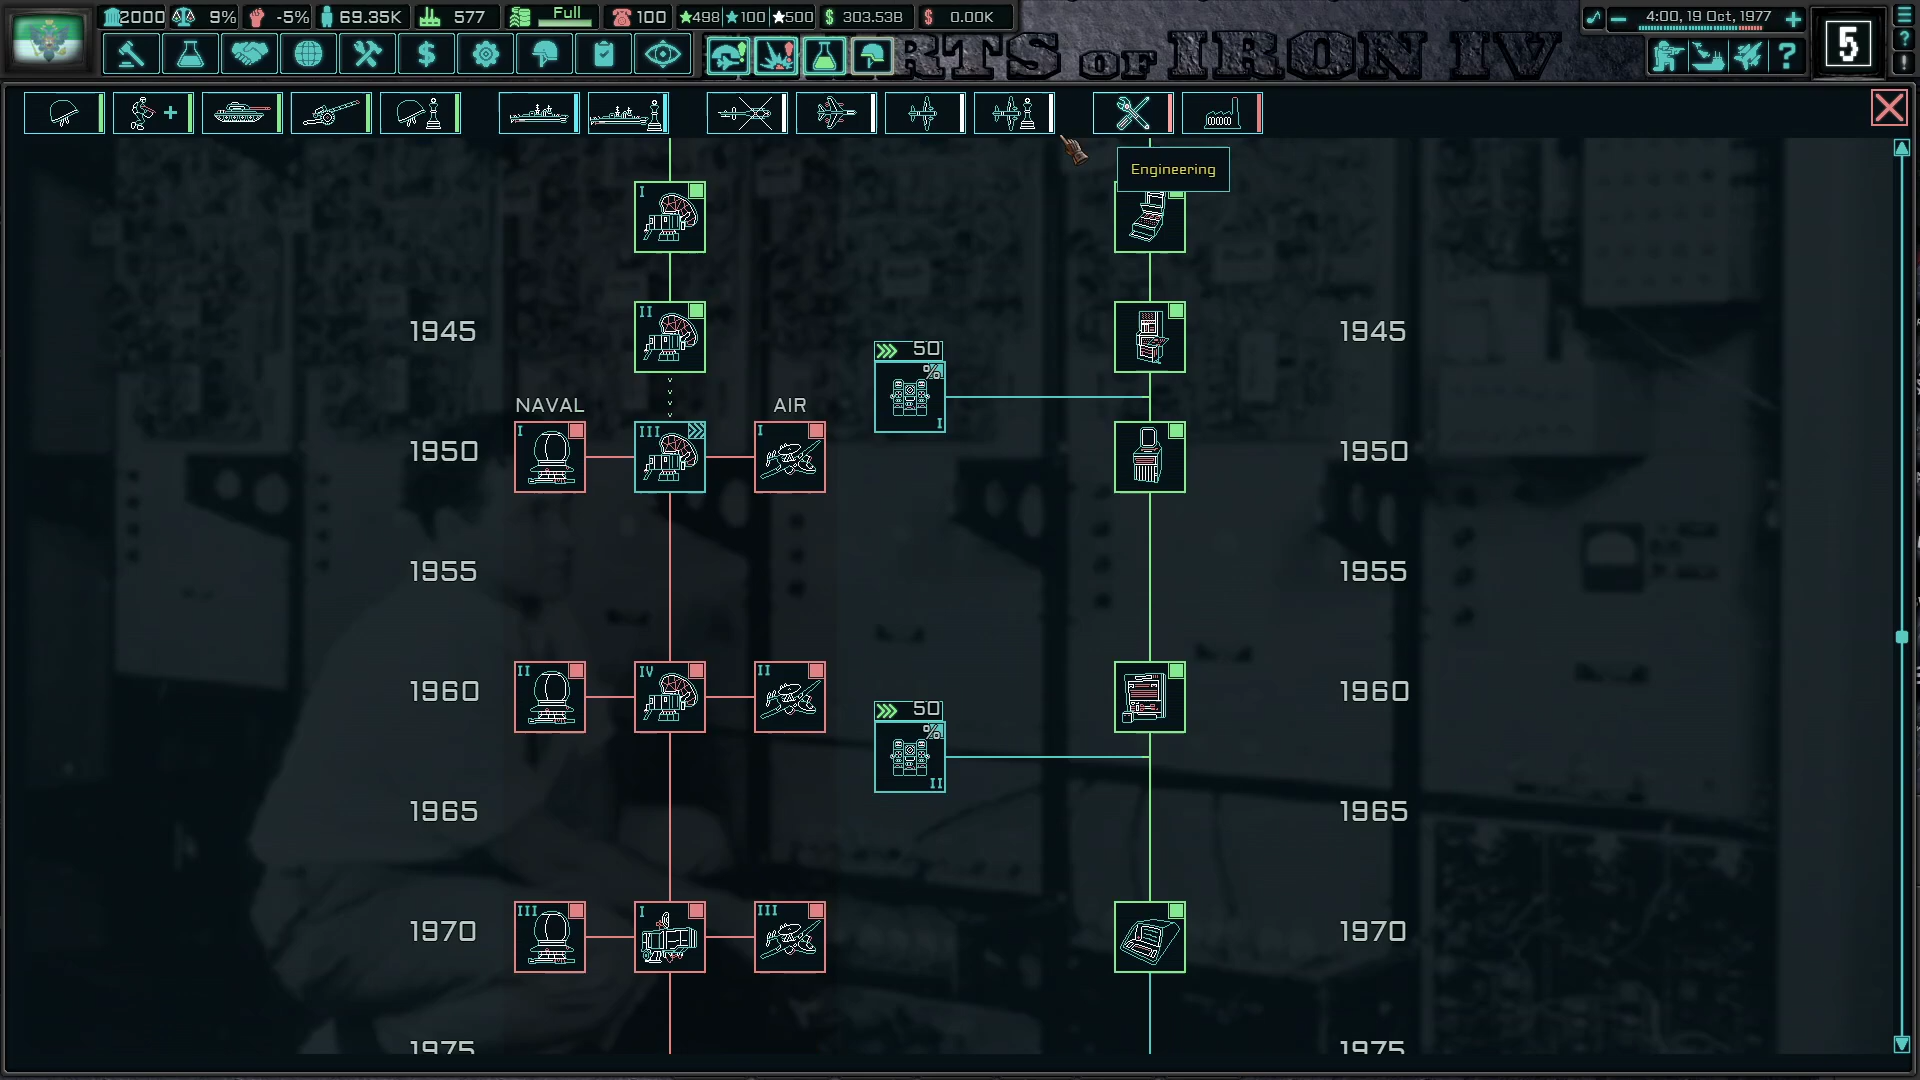 2000 9% -5% 69.35K 577 Full 100 498 100 500 303.53B 0.00K 4:00, 19 Oct, 1977
RTS OF IRON IV
5
?
?
!
+
Engineering
I
II
1945
50
1945
%
I
NAVAL
AIR
1950
I
III
I
1950
1955
1955
1960
II
IV
II
1960
50
%
II
1965
1965
1970
III
I
III
1970
1975
1975